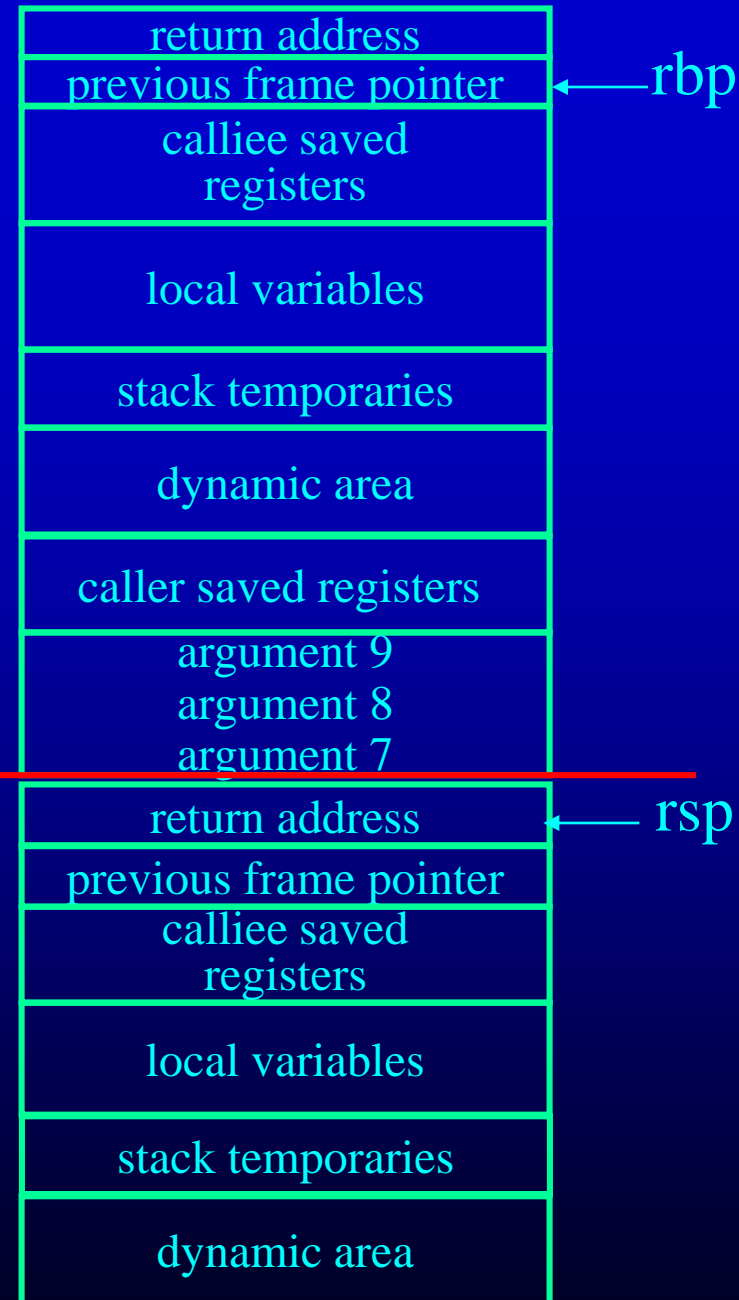 return address
previous frame pointer
rbp
calliee saved
registers
local variables
stack temporaries
dynamic area
caller saved registers
argument 9
argument 8
argument 7
return address
rsp
previous frame pointer
calliee saved
registers
local variables
stack temporaries
dynamic area